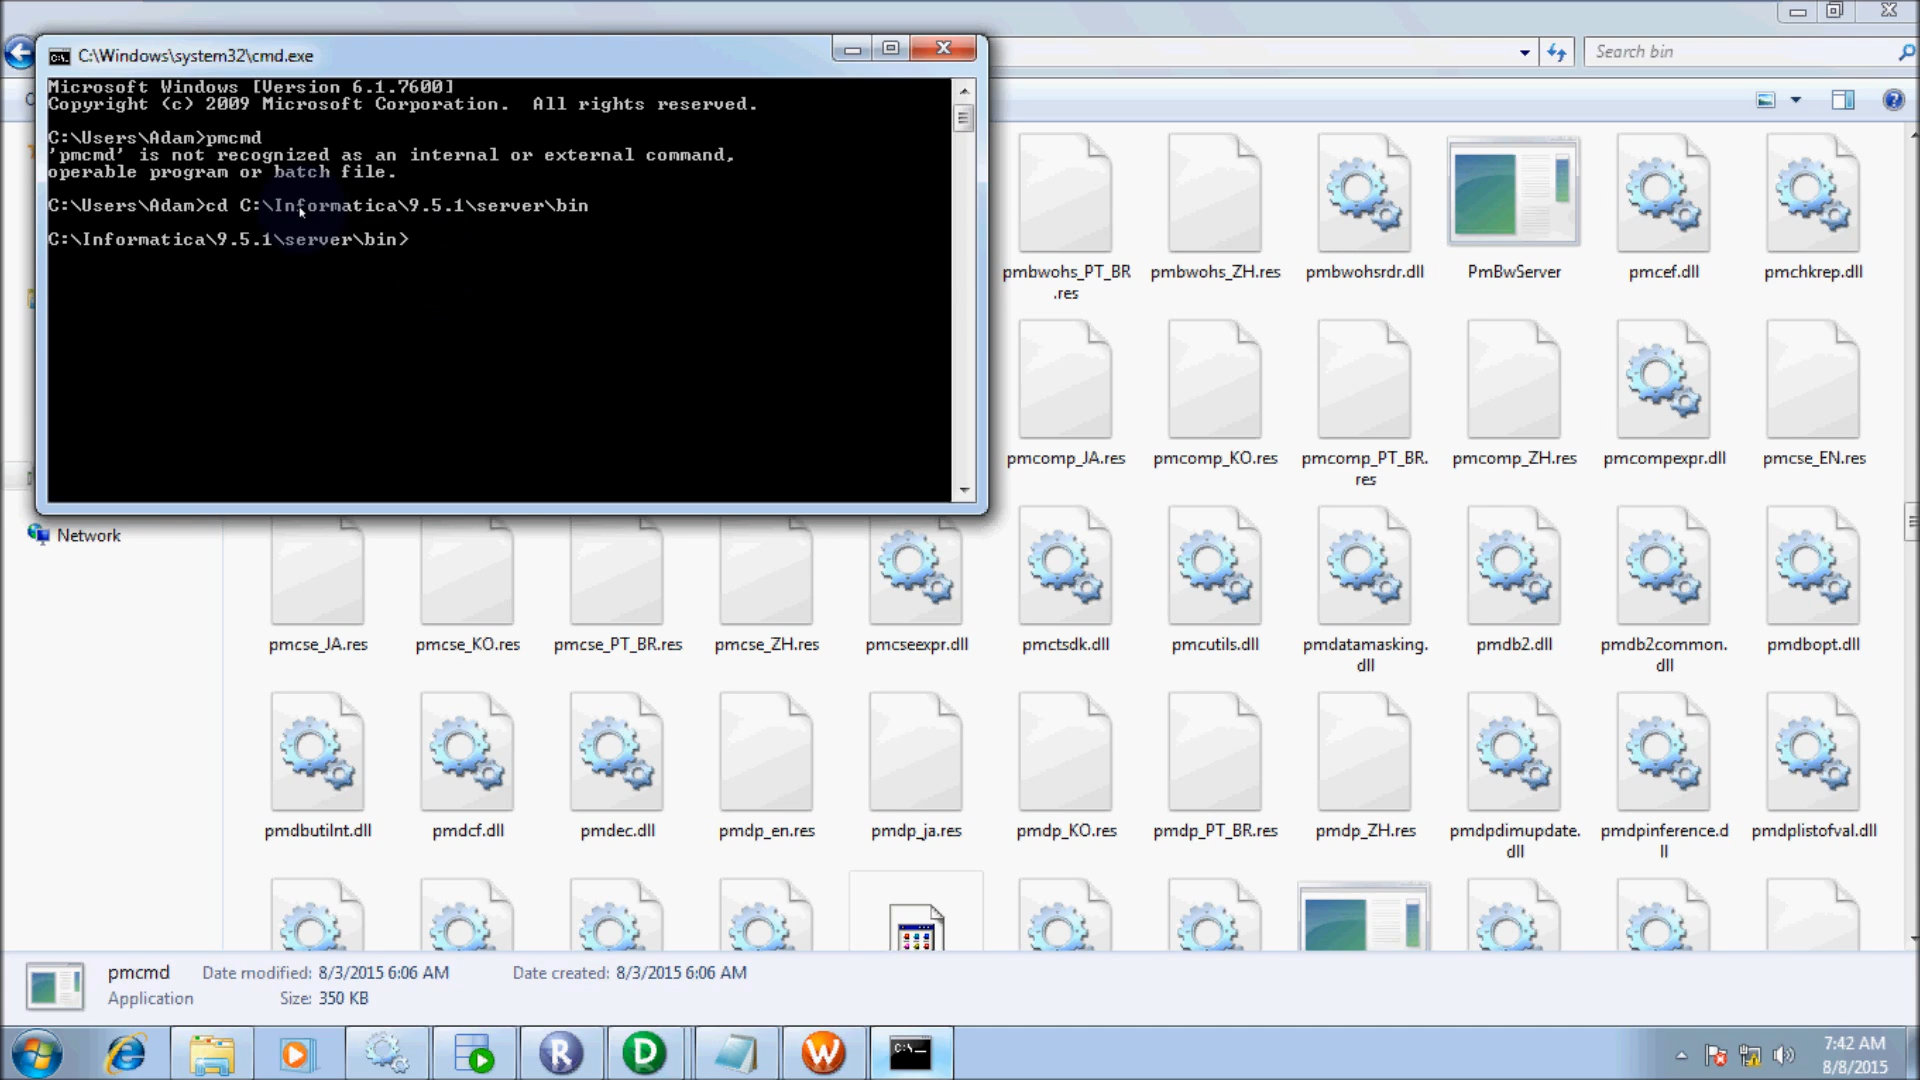 C:\Windows\system32\cmd.exe
Search bin
Microsoft Windows [Version 6.1.7600]
Copyright (c) 2009 Microsoft Corporation.  All rights reserved.
C:\Users\Adam>pmcmd
'pmcmd' is not recognized as an internal or external command,
operable program or batch file.
C:\Users\Adam>cd C:\Informatica\9.5.1\server\bin
C:\Informatica\9.5.1\server\bin>
pmbwohs_PT_BR pmbwohs_ZH.res pmbwohsrdr.dll PmBwServer pmcef.dll pmchkrep.dll
.res
pmcomp_JA.res pmcomp_KO.res pmcomp_PT_BR. pmcomp_ZH.res pmcompexpr.dll pmcse_EN.res
res
Network
pmcse_JA.res pmcse_KO.res pmcse_PT_BR.res pmcse_ZH.res pmcseexpr.dll pmctsdk.dll pmcutils.dll pmdatamasking. pmdb2.dll pmdb2common. pmdbopt.dll
dll dll
pmdbutilnt.dll pmdcf.dll pmdec.dll pmdp_en.res pmdp_ja.res pmdp_KO.res pmdp_PT_BR.res pmdp_ZH.res pmdpdimupdate. pmdpinference.d pmdplistofval.dll
dll ll
pmcmd Date modified: 8/3/2015 6:06 AM Date created: 8/3/2015 6:06 AM
Application Size: 350 KB
R D W C:\_
7:42 AM
8/8/2015